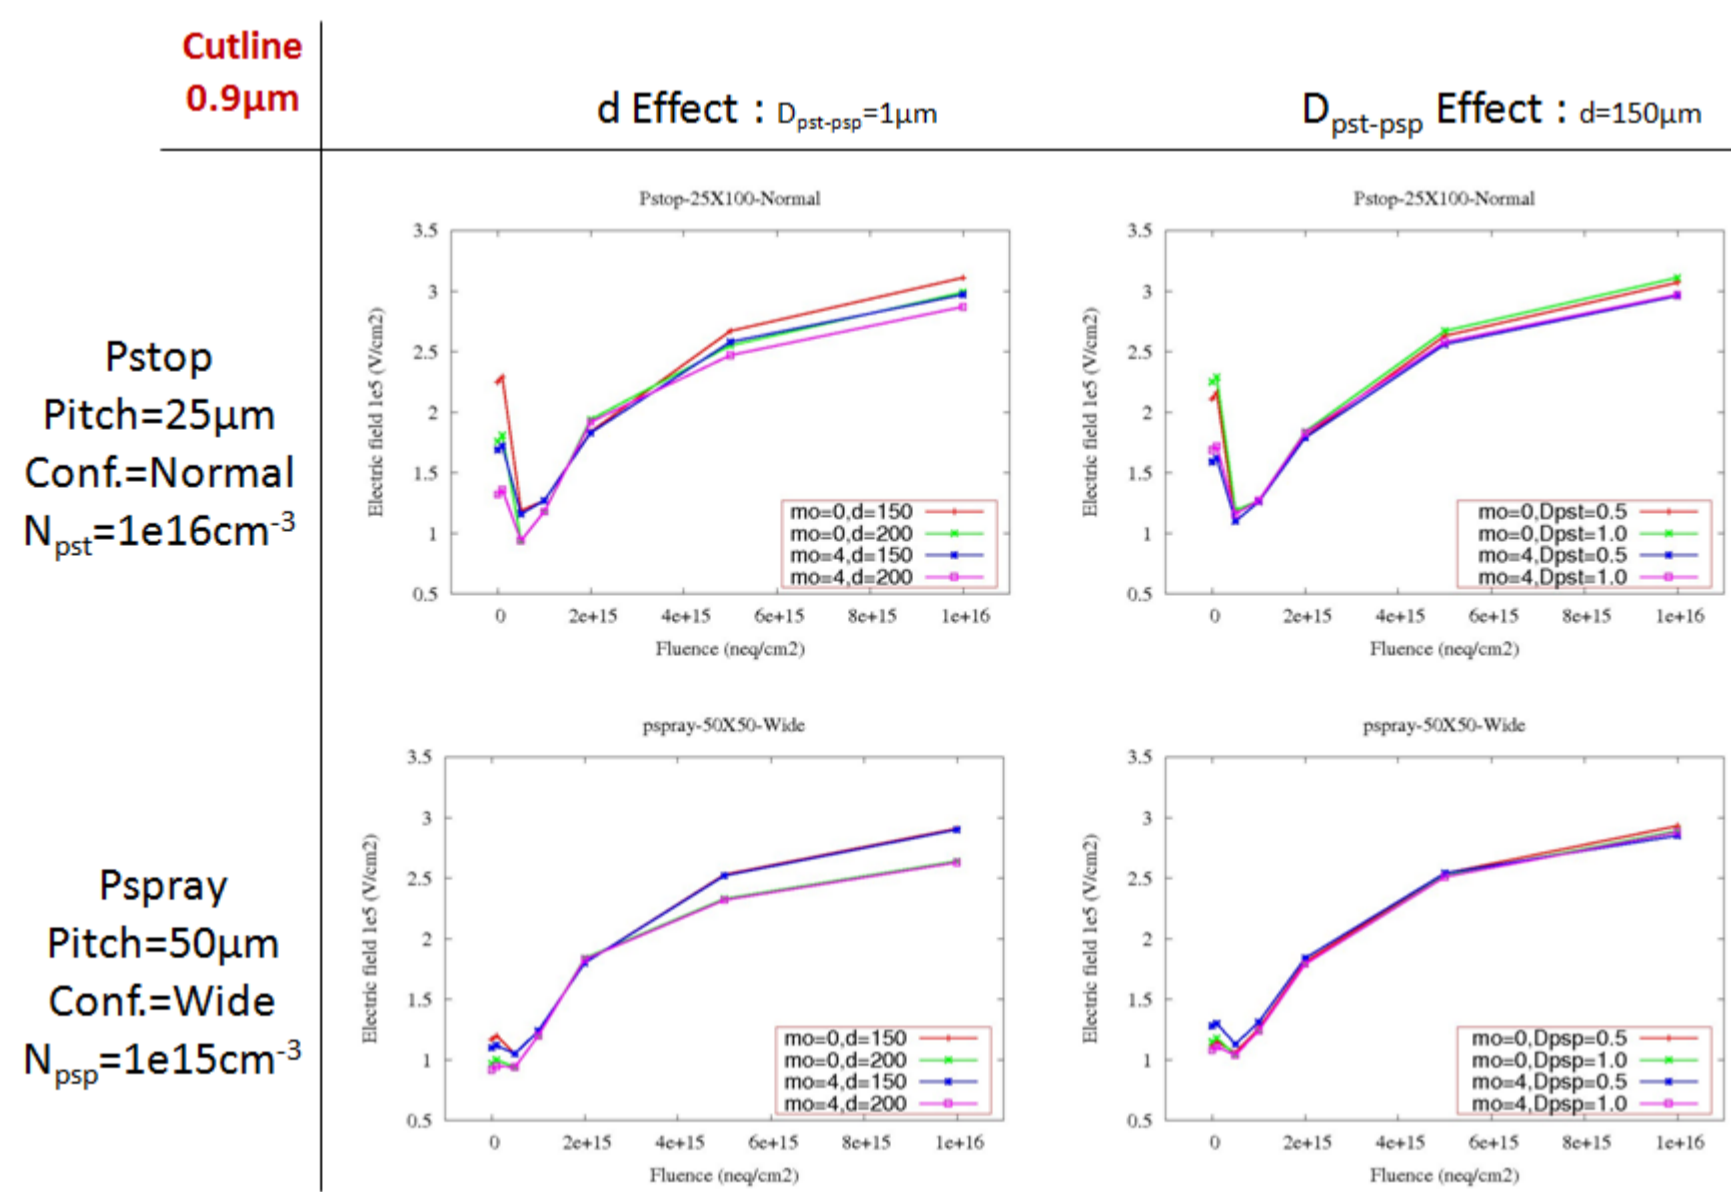 Cutline
0.9μm
d Effect : Dpst-psp=1μm
Dpst-psp Effect : d=150μm
Pstop
Pitch=25μm
Conf.=Normal
Npst=1e16cm-3
Pstop-25X100-Normal
3.5
3
2.5
2
1.5
1
0.5
Electric field 1e5 (V/cm2)
mo=0,d=150
mo=0,d=200
mo=4,d=150
mo=4,d=200
0 2e+15 4e+15 6e+15 8e+15 1e+16
Fluence (neq/cm2)
Pstop-25X100-Normal
3.5
3
2.5
2
1.5
1
0.5
Electric field 1e5 (V/cm2)
mo=0,Dpst=0.5
mo=0,Dpst=1.0
mo=4,Dpst=0.5
mo=4,Dpst=1.0
0 2e+15 4e+15 6e+15 8e+15 1e+16
Fluence (neq/cm2)
Pspray
Pitch=50μm
Conf.=Wide
Npsp=1e15cm-3
pspray-50X50-Wide
3.5
3
2.5
2
1.5
1
0.5
Electric field 1e5 (V/cm2)
mo=0,d=150
mo=0,d=200
mo=4,d=150
mo=4,d=200
0 2e+15 4e+15 6e+15 8e+15 1e+16
Fluence (neq/cm2)
pspray-50X50-Wide
3.5
3
2.5
2
1.5
1
0.5
Electric field 1e5 (V/cm2)
mo=0,Dpsp=0.5
mo=0,Dpsp=1.0
mo=4,Dpsp=0.5
mo=4,Dpsp=1.0
0 2e+15 4e+15 6e+15 8e+15 1e+16
Fluence (neq/cm2)